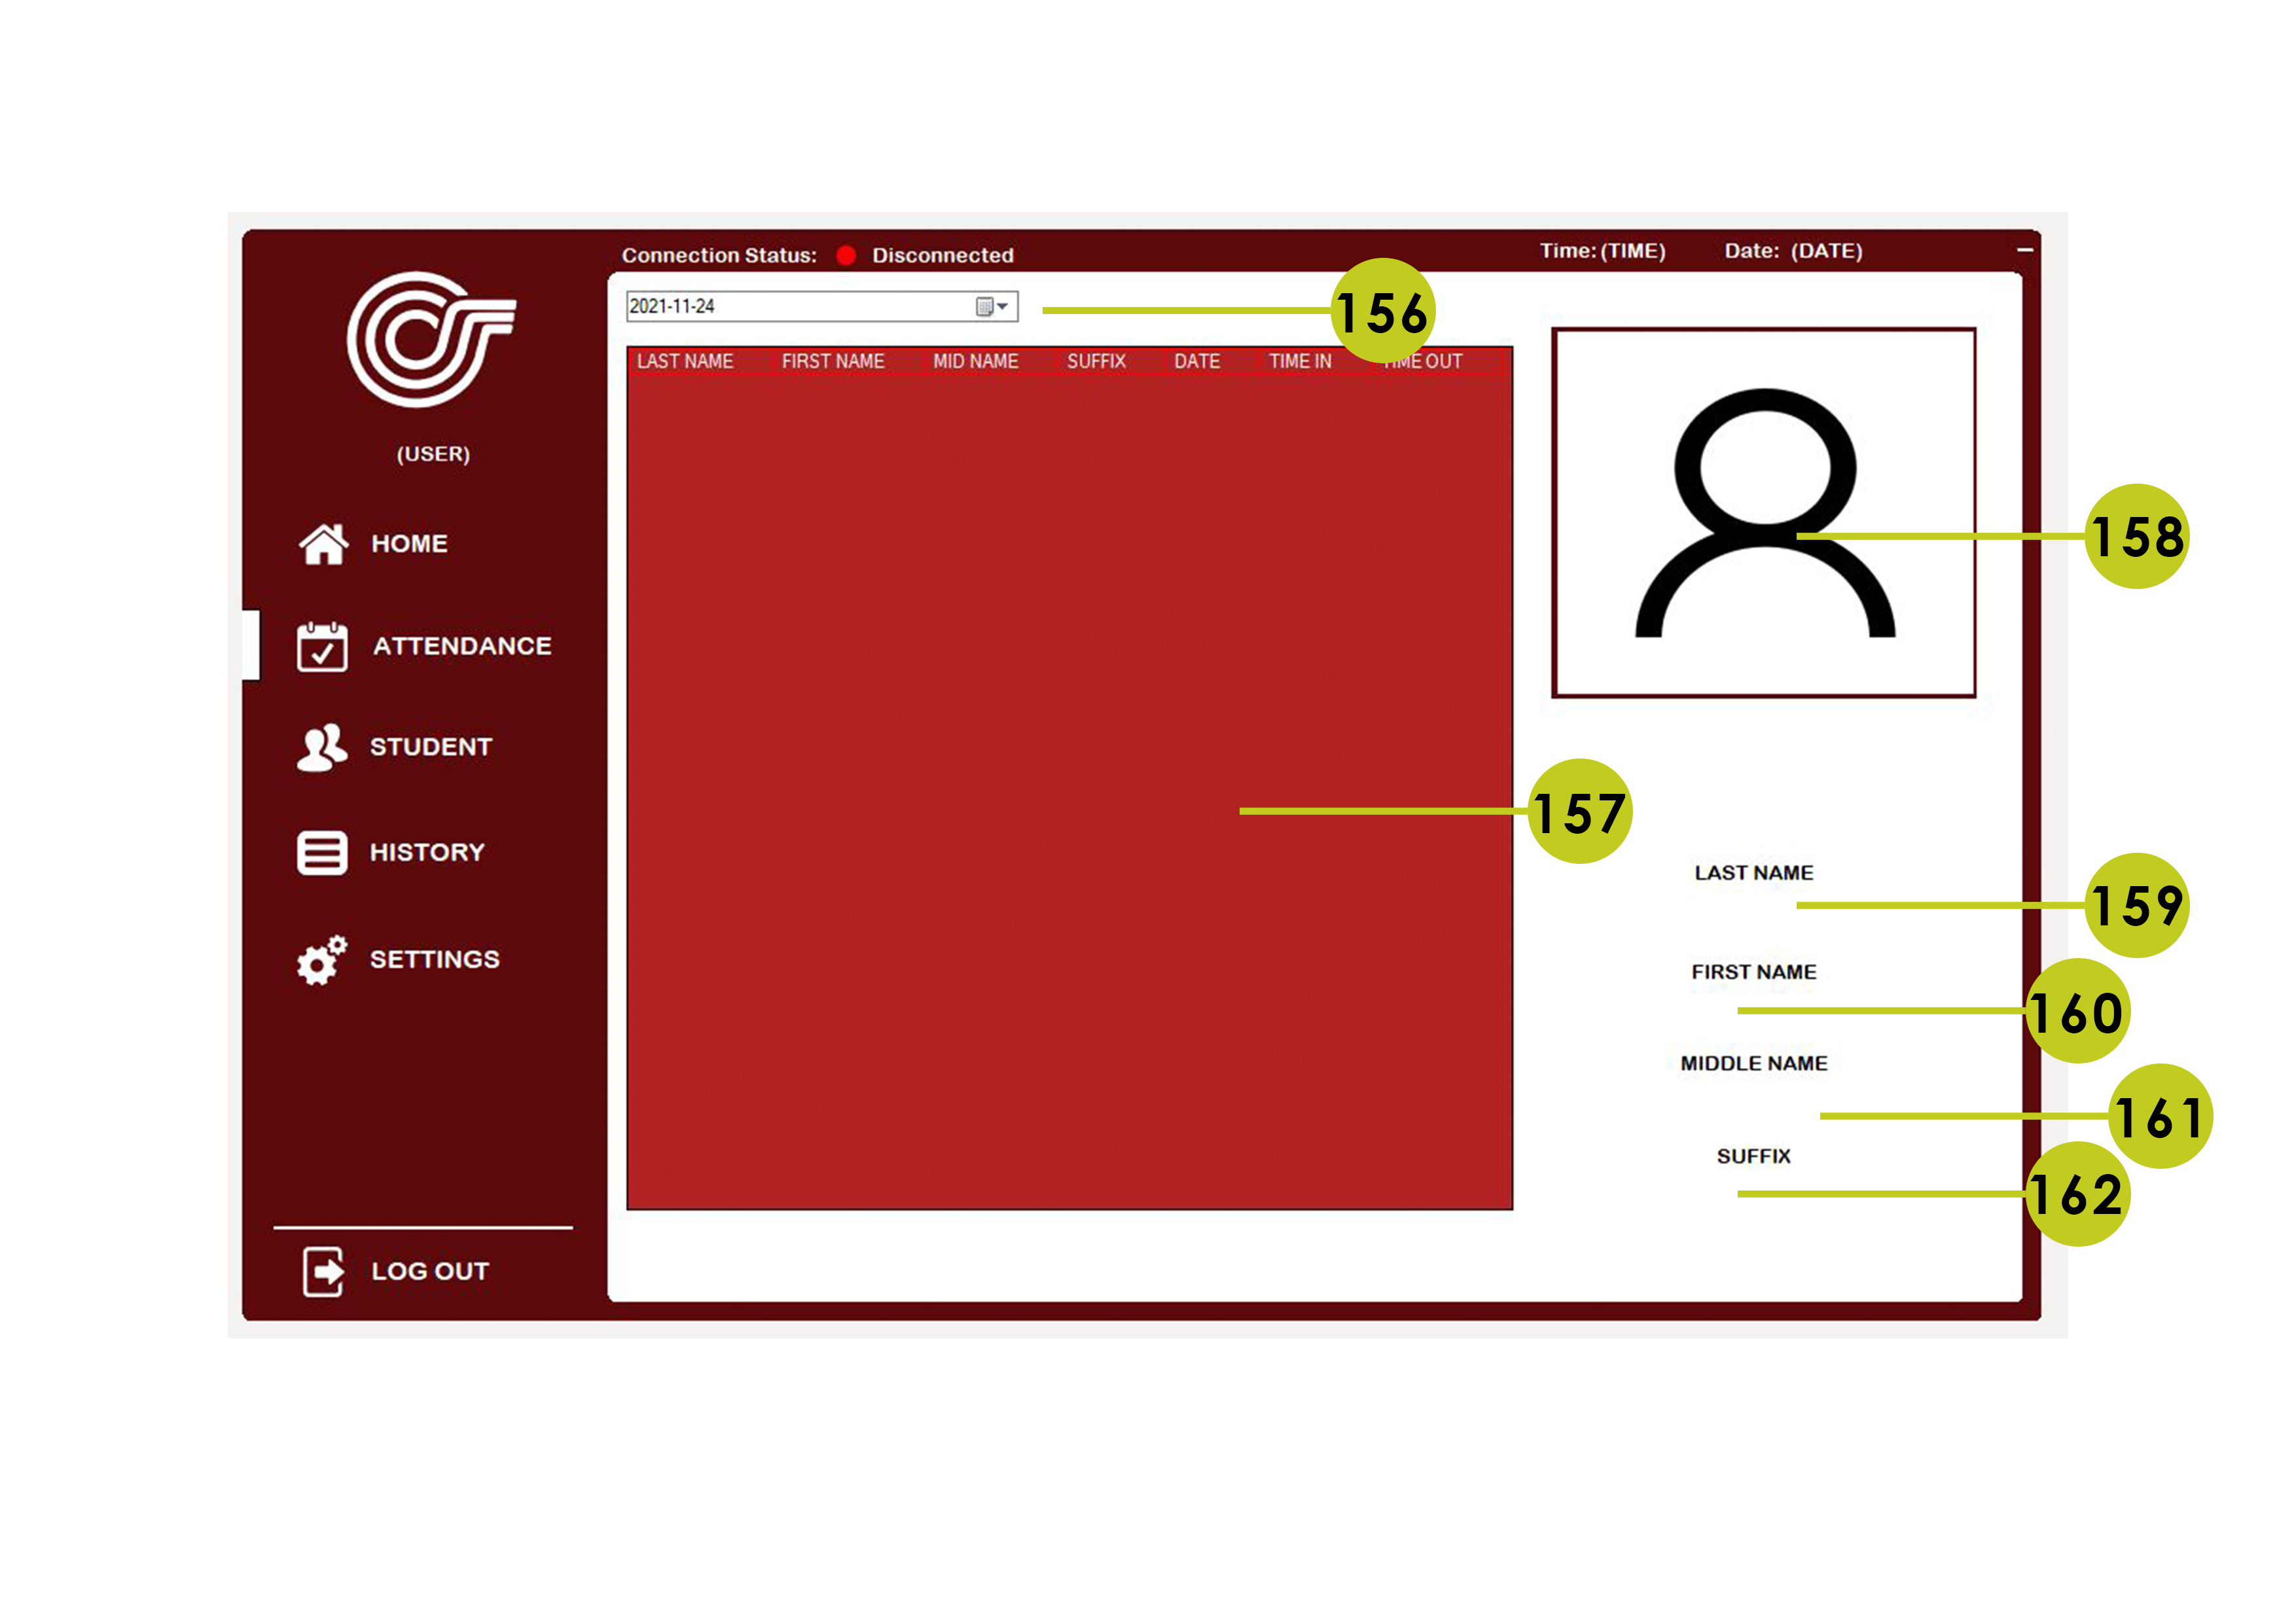 Connection Status: Disconnected
Time: (TIME) Date: (DATE)
2021-11-24
156
LAST NAME FIRST NAME MID NAME SUFFIX DATE TIME IN TIME OUT
(USER)
HOME
158
ATTENDANCE
STUDENT
157
HISTORY
LAST NAME
159
SETTINGS
FIRST NAME
160
MIDDLE NAME
161
SUFFIX
162
LOG OUT